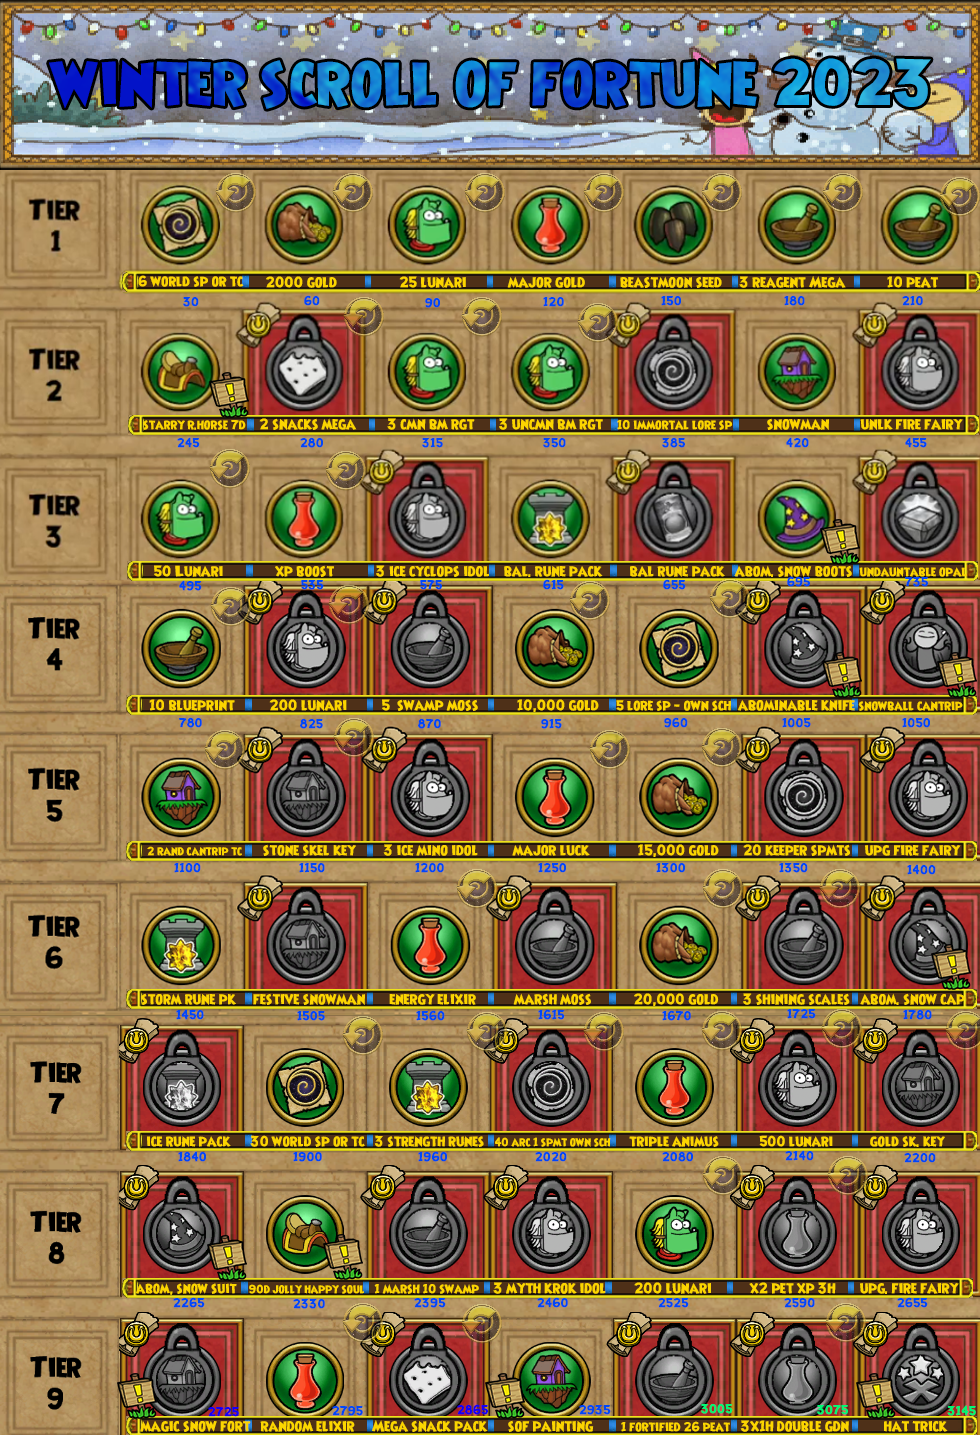 WINTER SCROLL OF FORTUNE 2023
TIER 1
6 WORLD SP OR TC 2000 GOLD 25 LUNARI MAJOR GOLD BEASTMOON SEED 3 REAGENT MEGA 10 PEAT
30 60 90 120 150 180 210
TIER 2
STARRY R.HORSE 7D 2 SNACKS MEGA 3 CMN BM RGT 3 UNCMN BM RGT 10 IMMORTAL LORE SP SNOWMAN UNLK FIRE FAIRY
245 280 315 350 385 420 455
TIER 3
50 LUNARI XP BOOST 3 ICE CYCLOPS IDOL BAL. RUNE PACK BAL RUNE PACK ABOM. SNOW BOOTS UNDAUNTABLE OPAL
495 535 575 615 655 695 735
TIER 4
10 BLUEPRINT 200 LUNARI 5 SWAMP MOSS 10,000 GOLD 5 LORE SP - OWN SCH ABOMINABLE KNIFE SNOWBALL CANTRIP
780 825 870 915 960 1005 1050
TIER 5
2 RAND CANTRIP TC STONE SKEL KEY 3 ICE MINO IDOL MAJOR LUCK 15,000 GOLD 20 KEEPER SPMTS UPG FIRE FAIRY
1100 1150 1200 1250 1300 1350 1400
TIER 6
STORM RUNE PK FESTIVE SNOWMAN ENERGY ELIXIR MARSH MOSS 20,000 GOLD 3 SHINING SCALES ABOM. SNOW CAP
1450 1505 1560 1615 1670 1725 1780
TIER 7
ICE RUNE PACK 30 WORLD SP OR TC 3 STRENGTH RUNES 40 ARC 1 SPMT OWN SCH TRIPLE ANIMUS 500 LUNARI GOLD SK. KEY
1840 1900 1960 2020 2080 2140 2200
TIER 8
ABOM. SNOW SUIT 90D JOLLY HAPPY SOUL 1 MARSH 10 SWAMP 3 MYTH KROK IDOL 200 LUNARI X2 PET XP 3H UPG. FIRE FAIRY
2265 2330 2395 2460 2525 2590 2655
TIER 9
2725 2795 2865 2935 3005 3075 3145
MAGIC SNOW FORT RANDOM ELIXIR MEGA SNACK PACK SOF PAINTING 1 FORTIFIED 26 PEAT 3X1H DOUBLE GDN HAT TRICK